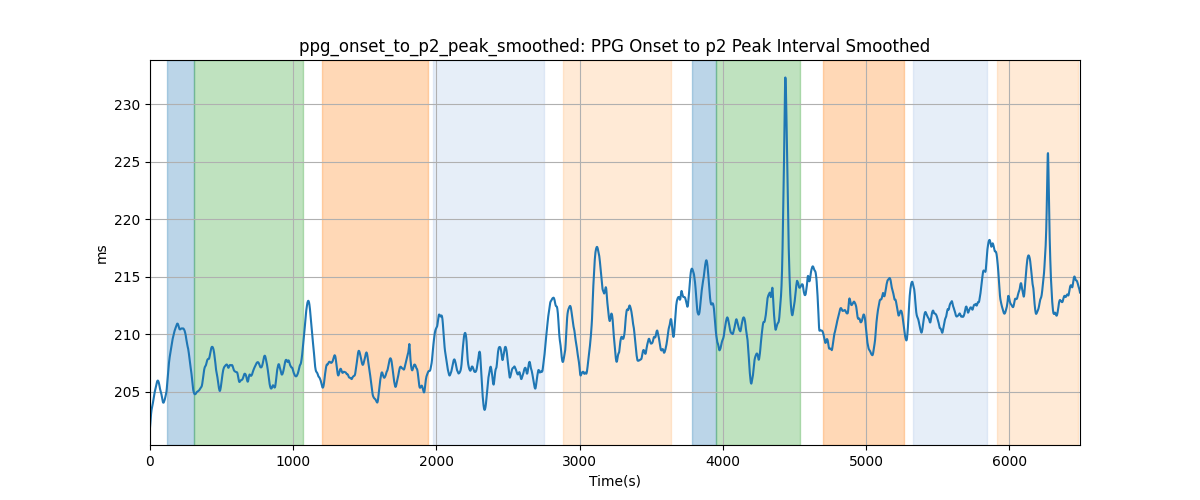 ppg_onset_to_p2_peak_smoothed: PPG Onset to p2 Peak Interval Smoothed
230
225
220
215
210
205
ms
0 1000 2000 3000 4000 5000 6000
Time(s)